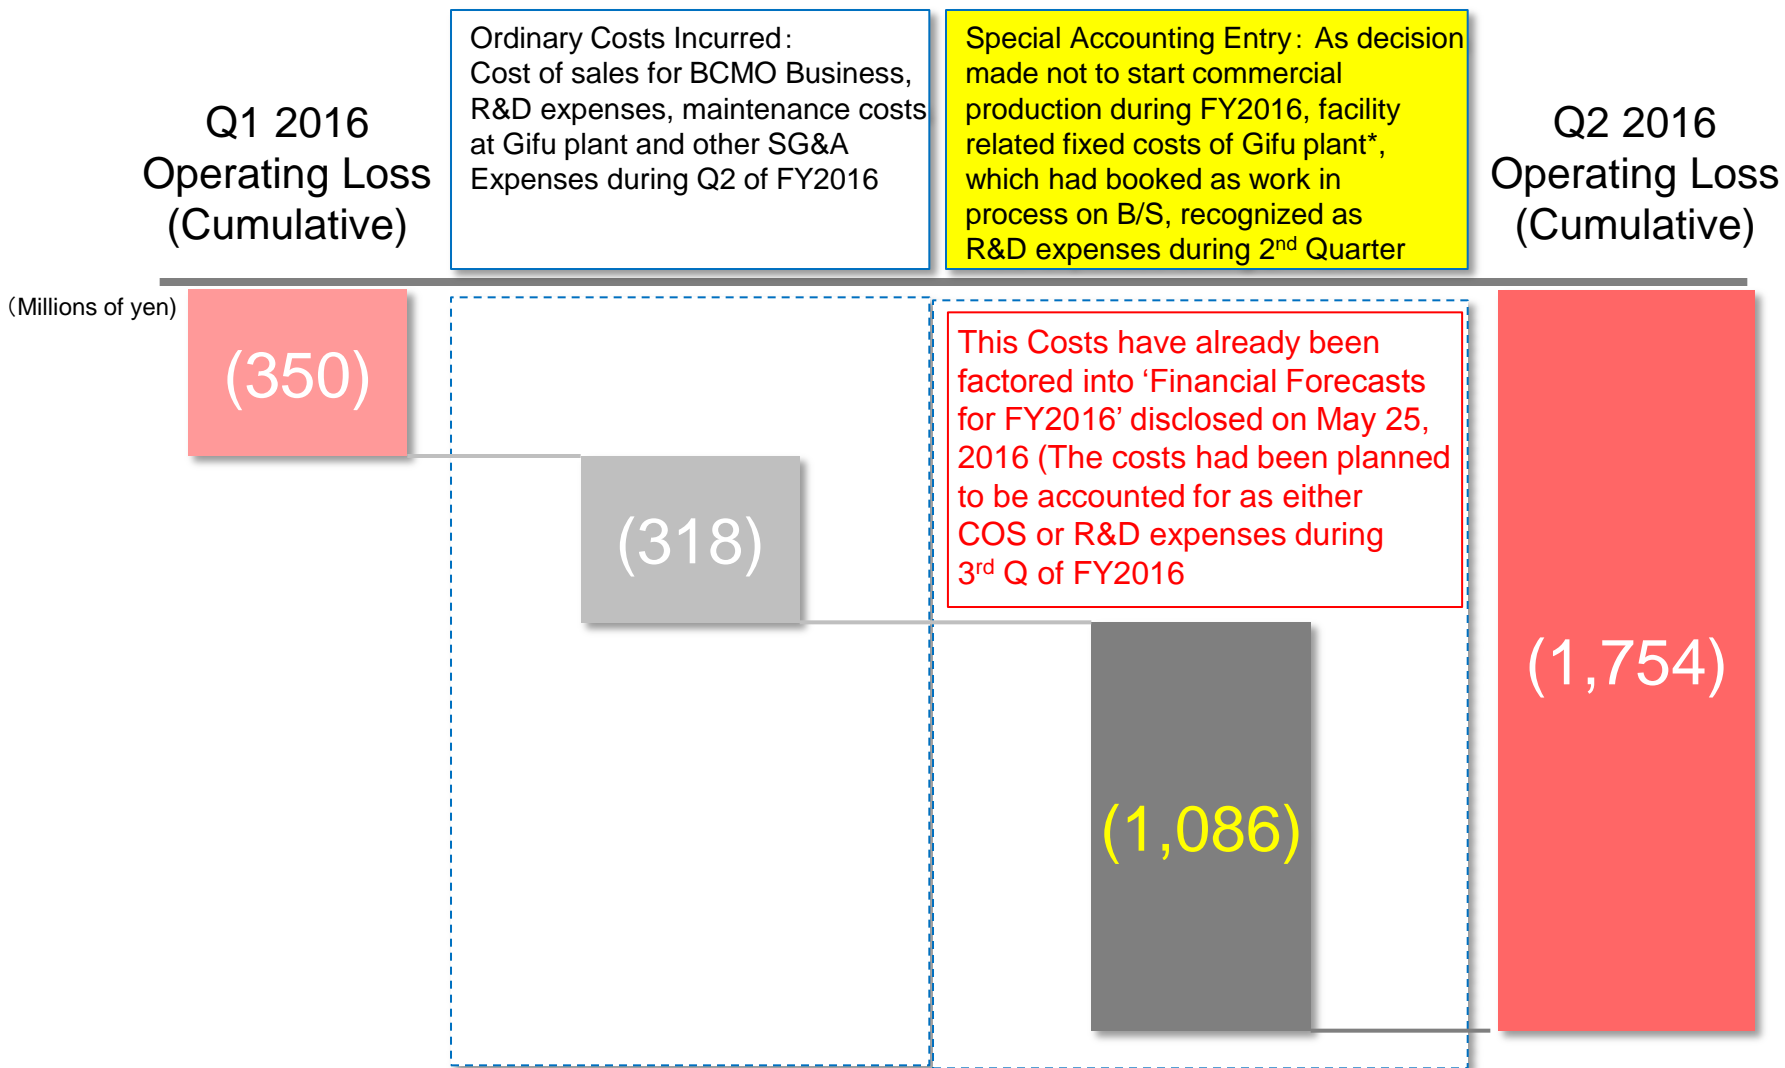 Q1 2016
Operating Loss
(Cumulative)
Ordinary Costs Incurred：
Cost of sales for BCMO Business,
R&D expenses, maintenance costs
at Gifu plant and other SG&A
Expenses during Q2 of FY2016
Special Accounting Entry： As decision
made not to start commercial
production during FY2016, facility
related fixed costs of Gifu plant*,
which had booked as work in
process on B/S, recognized as
R&D expenses during 2nd Quarter
Q2 2016
Operating Loss
(Cumulative)
（Millions of yen)
(350)
(318)
This Costs have already been
factored into ‘Financial Forecasts
for FY2016’ disclosed on May 25,
2016 (The costs had been planned
to be accounted for as either
COS or R&D expenses during
3rd Q of FY2016
(1,086)
(1,754)